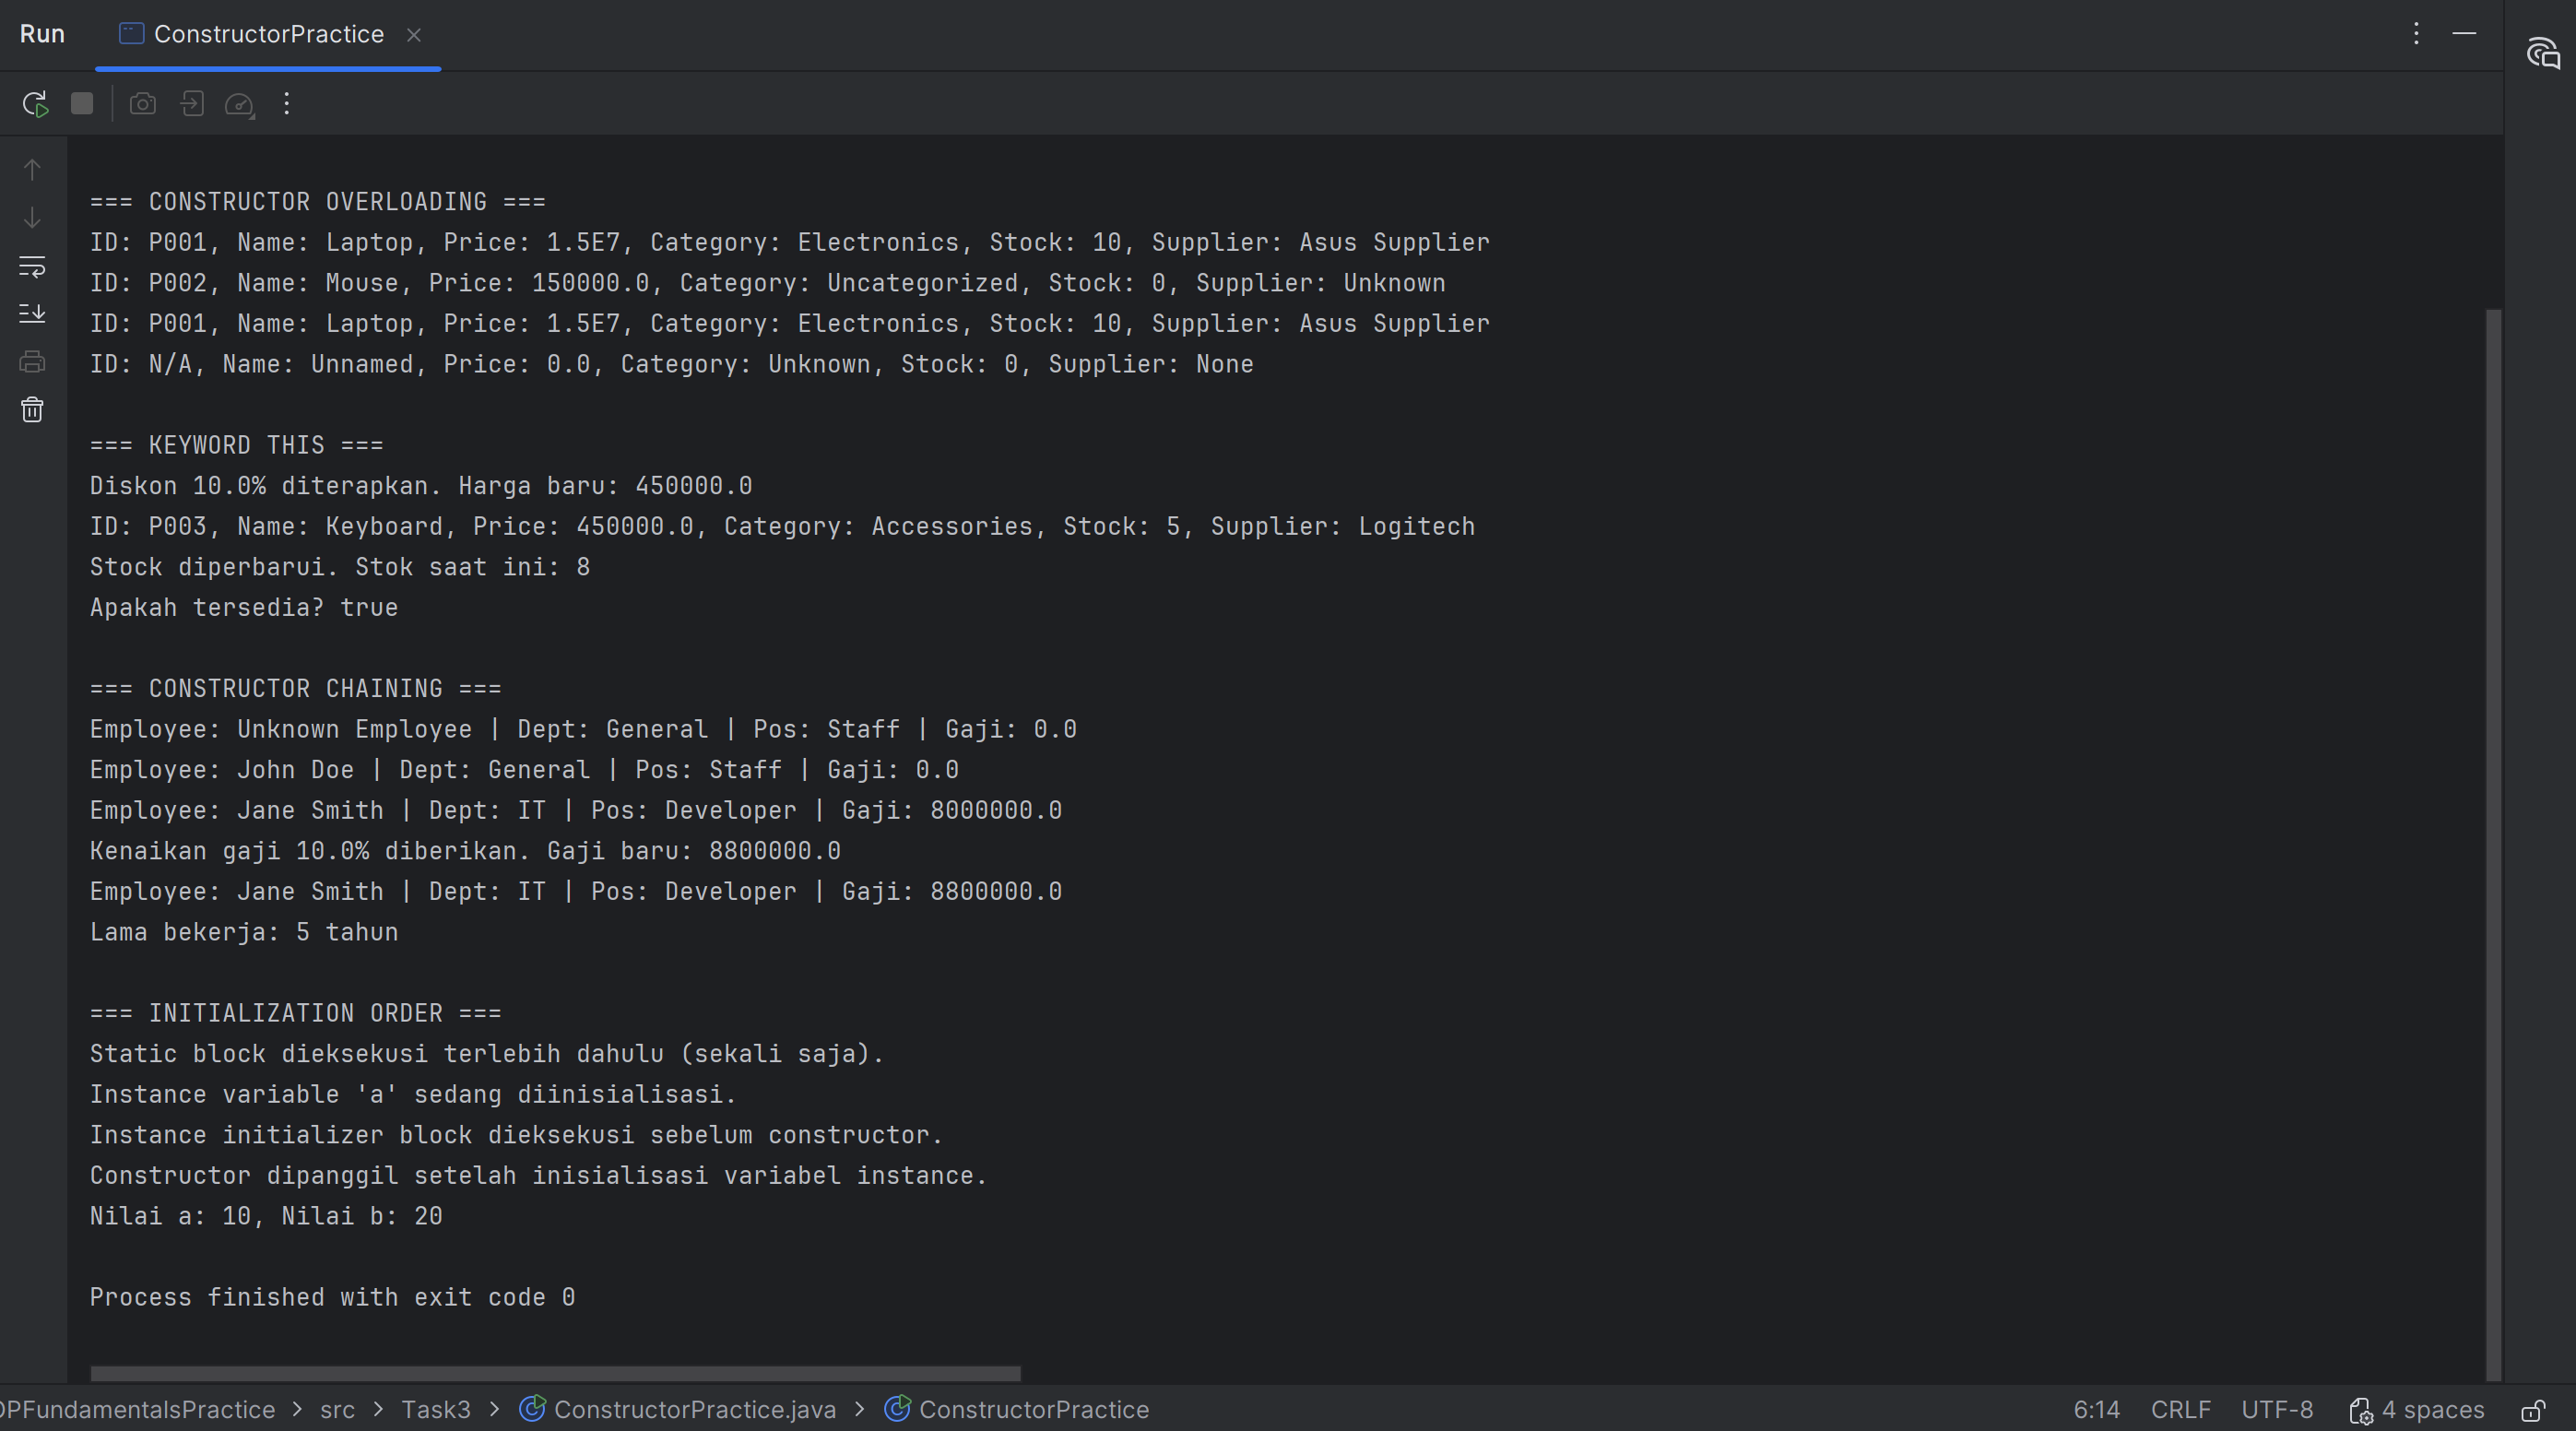 Run ConstructorPractice
=== CONSTRUCTOR OVERLOADING ===
ID: P001, Name: Laptop, Price: 1.5E7, Category: Electronics, Stock: 10, Supplier: Asus Supplier
ID: P002, Name: Mouse, Price: 150000.0, Category: Uncategorized, Stock: 0, Supplier: Unknown
ID: P001, Name: Laptop, Price: 1.5E7, Category: Electronics, Stock: 10, Supplier: Asus Supplier
ID: N/A, Name: Unnamed, Price: 0.0, Category: Unknown, Stock: 0, Supplier: None
=== KEYWORD THIS ===
Diskon 10.0% diterapkan. Harga baru: 450000.0
ID: P003, Name: Keyboard, Price: 450000.0, Category: Accessories, Stock: 5, Supplier: Logitech
Stock diperbarui. Stok saat ini: 8
Apakah tersedia? true
=== CONSTRUCTOR CHAINING ===
Employee: Unknown Employee | Dept: General | Pos: Staff | Gaji: 0.0
Employee: John Doe | Dept: General | Pos: Staff | Gaji: 0.0
Employee: Jane Smith | Dept: IT | Pos: Developer | Gaji: 8000000.0
Kenaikan gaji 10.0% diberikan. Gaji baru: 8800000.0
Employee: Jane Smith | Dept: IT | Pos: Developer | Gaji: 8800000.0
Lama bekerja: 5 tahun
=== INITIALIZATION ORDER ===
Static block dieksekusi terlebih dahulu (sekali saja).
Instance variable 'a' sedang diinisialisasi.
Instance initializer block dieksekusi sebelum constructor.
Constructor dipanggil setelah inisialisasi variabel instance.
Nilai a: 10, Nilai b: 20
Process finished with exit code 0
OPFundamentalsPractice > src > Task3 > ConstructorPractice.java > ConstructorPractice 6:14 CRLF UTF-8 4 spaces